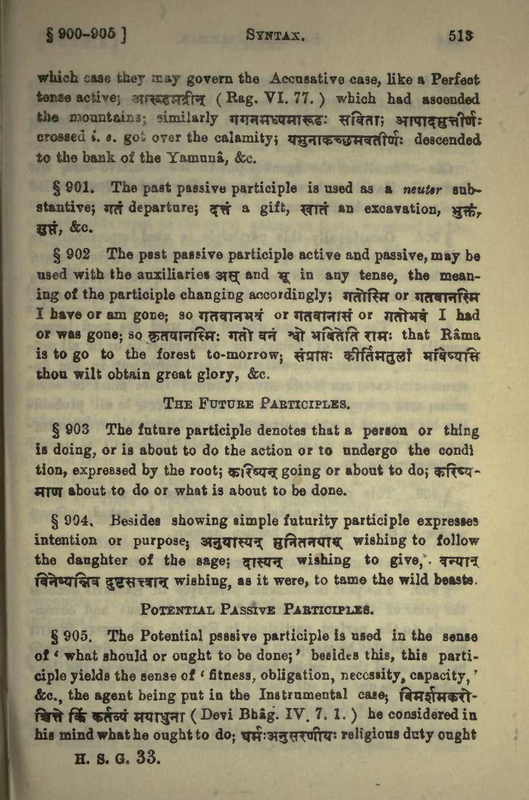 § 900-905 ] SYNTAX. 513
which case they may govern the Accusative case, like a Perfect
tense active; आरूढमद्रीन् ( Rag. VI. 77. ) which had ascended
the mountains; similarly गगनमध्यमारूढः सविता; आपादमुत्तीर्णः
crossed i. e. got over the calamity; यमुनाकच्छमवतीर्णः descended
to the bank of the Yamunâ, &c.
§ 901. The past passive participle is used as a neuter sub-
stantive; गतं departure; दत्तं a gift, खातं an excavation, भुक्तं,
सुप्तं, &c.
§ 902 The past passive participle active and passive, may be
used with the auxiliaries अस् and भू in any tense, the mean-
ing of the participle changing accordingly; गतोस्मि or गतवानस्मि
I have or am gone; so गतवानभवं or गतवानासं or गतोभवं I had
or was gone; so कृतवानस्मिः गतो वनं श्वो भवितेति रामः that Râma
is to go to the forest to-morrow; संप्राप्तः कीर्तिमतुलां भविष्यसि
thou wilt obtain great glory, &c.
THE FUTURE PARTICIPLES.
§ 903 The future participle denotes that a person or thing
is doing, or is about to do the action or to undergo the condi
tion, expressed by the root; करिष्यन् going or about to do; करिष्य-
माण about to do or what is about to be done.
§ 904. Besides showing simple futurity participle expresses
intention or purpose; अनुयास्यन् मुनितनयाम् wishing to follow
the daughter of the sage; दास्यन् wishing to give, वन्यान्
विनेष्यन्निव दुष्टसत्त्वान् wishing, as it were, to tame the wild beasts.
POTENTIAL PASSIVE PARTICIPLES.
§ 905. The Potential passive participle is used in the sense
of ‘ what should or ought to be done;’ besides this, this parti-
ciple yields the sense of ‘ fitness, obligation, necessity, capacity, ’
&c., the agent being put in the Instrumental case; विमर्शमकरो-
च्चित्ते किं कर्तव्यं मयाधुना ( Devi Bhâg. IV. 7. 1. ) he considered in
his mind what he ought to do; धर्मःअनुसरणीयः religious duty ought
H. S. G. 33.